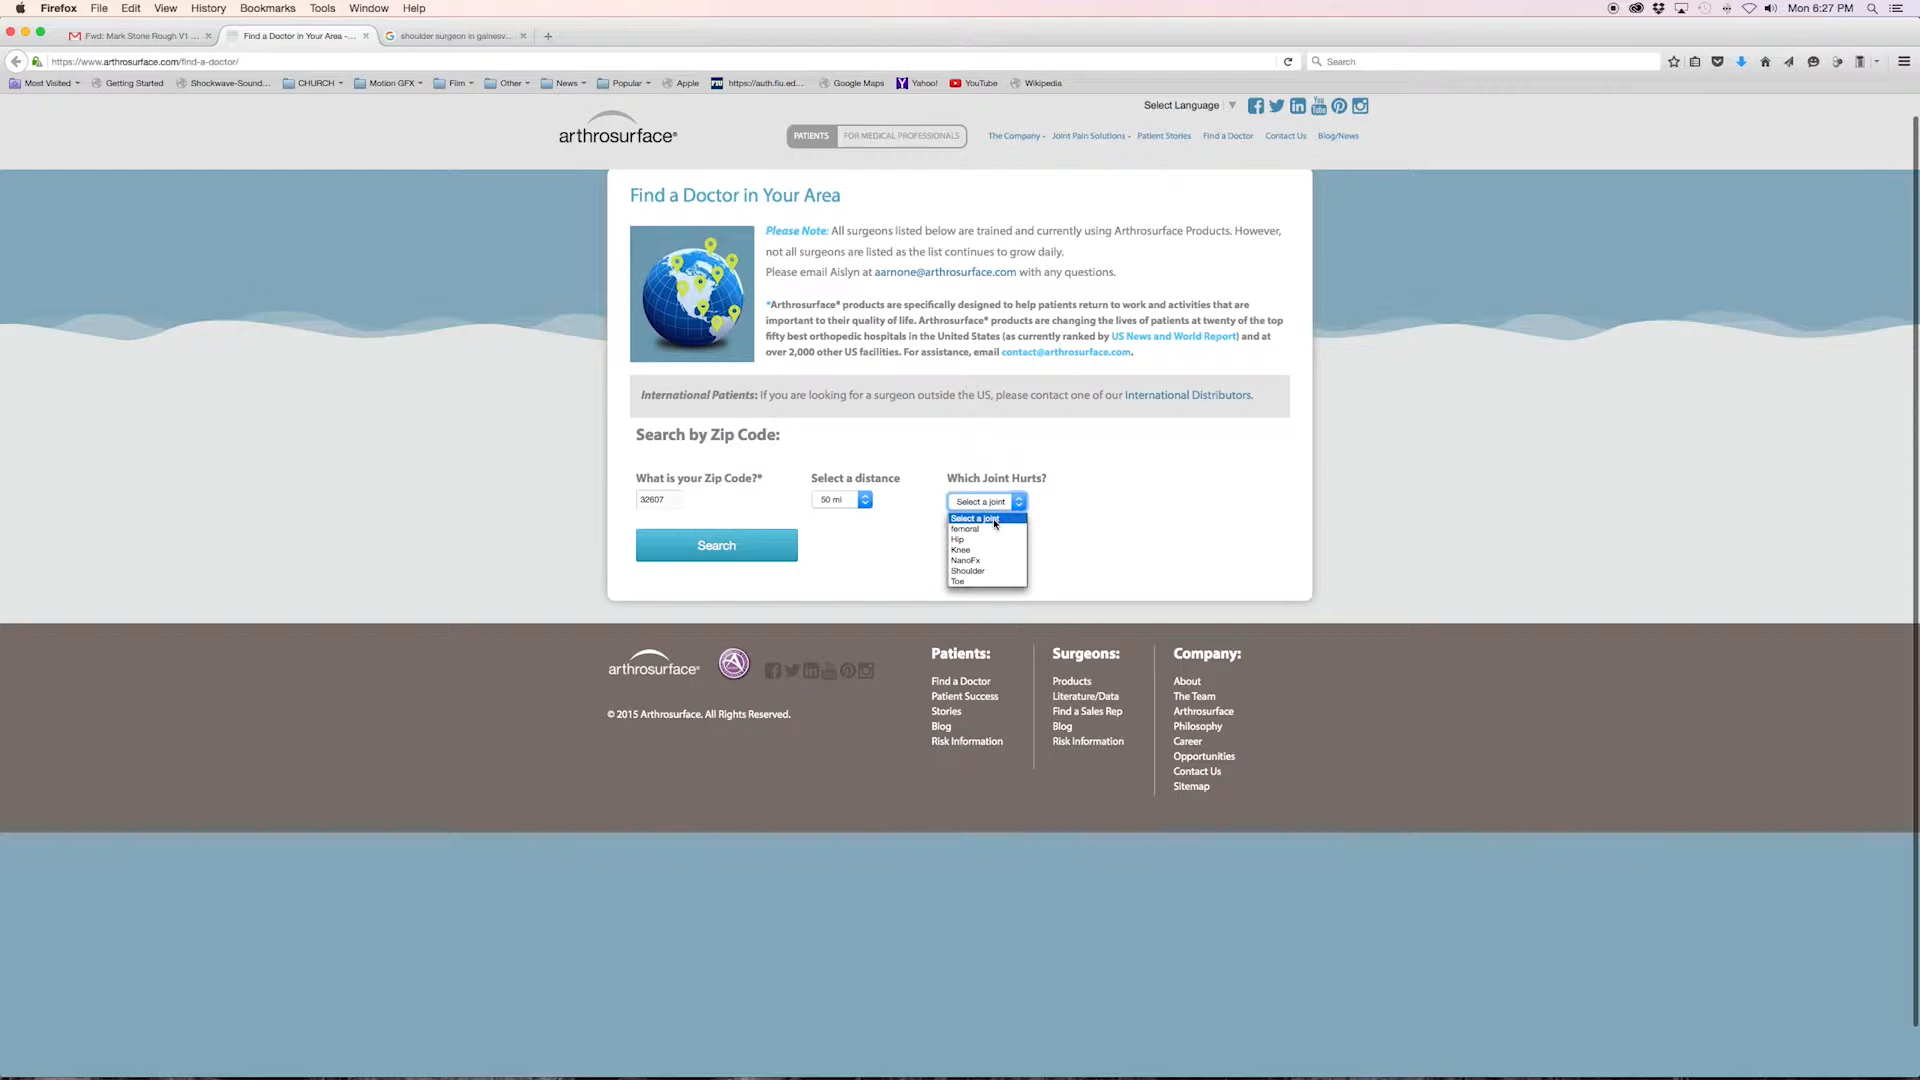 Firefox File Edit View History Bookmarks Tools Window Help Mon 6:27 PM
Fwd: Mark Stone Rough V1 ... Find a Doctor in Your Area -... shoulder surgeon in gainesv...
https://www.arthrosurface.com/find-a-doctor/ Search
Most Visited Getting Started Shockwave-Sound... CHURCH Motion GFX Film Other News Popular Apple https://auth.fiu.ed... Google Maps Yahoo! YouTube Wikipedia
Select Language
arthrosurface®
PATIENTS FOR MEDICAL PROFESSIONALS The Company Joint Pain Solutions Patient Stories Find a Doctor Contact Us Blog/News
Find a Doctor in Your Area
Please Note: All surgeons listed below are trained and currently using Arthrosurface Products. However,
not all surgeons are listed as the list continues to grow daily.
Please email Aislyn at aarnone@arthrosurface.com with any questions.
*Arthrosurface® products are specifically designed to help patients return to work and activities that are
important to their quality of life. Arthrosurface® products are changing the lives of patients at twenty of the top
fifty best orthopedic hospitals in the United States (as currently ranked by US News and World Report) and at
over 2,000 other US facilities. For assistance, email contact@arthrosurface.com.
International Patients: If you are looking for a surgeon outside the US, please contact one of our International Distributors.
Search by Zip Code:
What is your Zip Code?* Select a distance Which Joint Hurts?
32607 50 mi Select a joint
Select a joint
femoral
Hip
Knee
NanoFx
Shoulder
Toe
Search
arthrosurface®
© 2015 Arthrosurface. All Rights Reserved.
Patients:
Find a Doctor
Patient Success
Stories
Blog
Risk Information
Surgeons:
Products
Literature/Data
Find a Sales Rep
Blog
Risk Information
Company:
About
The Team
Arthrosurface
Philosophy
Career
Opportunities
Contact Us
Sitemap